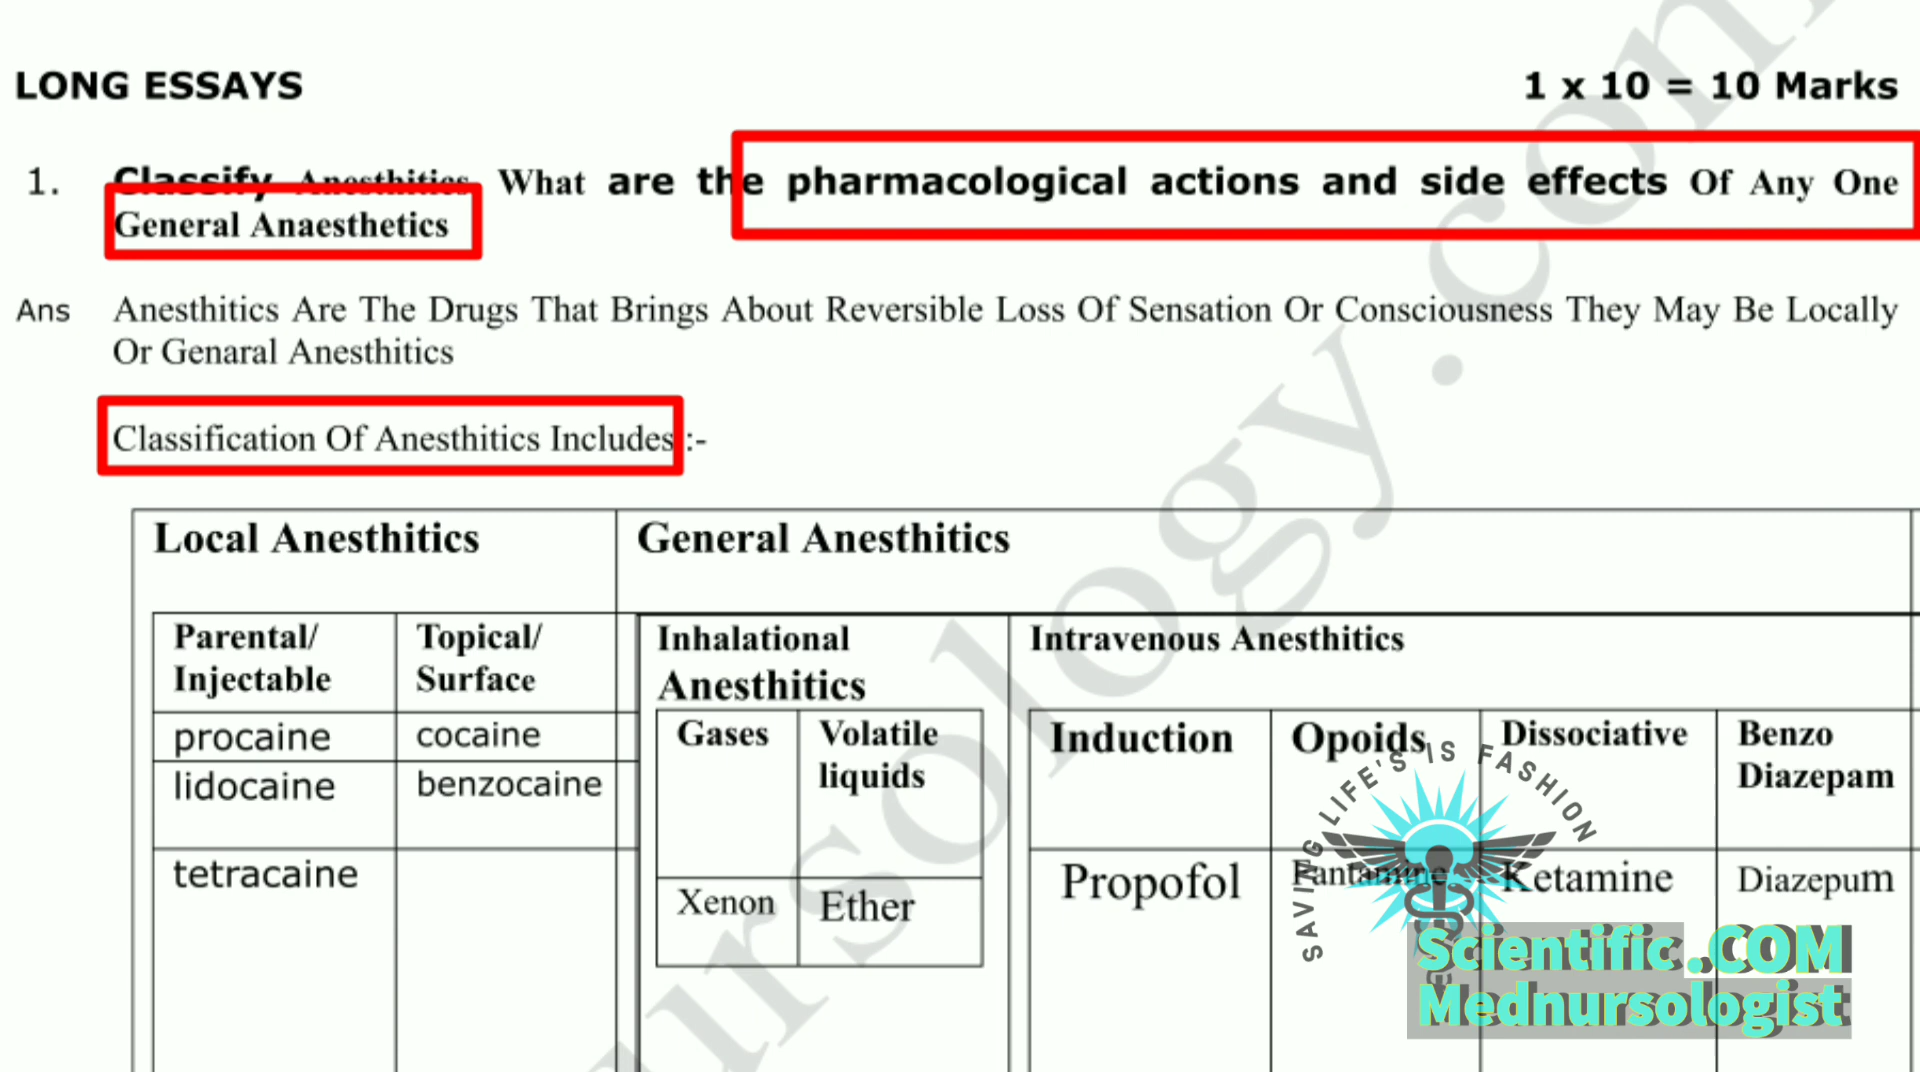 LONG ESSAYS 1 x 10 = 10 Marks
1. Classify Anesthitics What are the pharmacological actions and side effects Of Any One
General Anaesthetics
Ans Anesthitics Are The Drugs That Brings About Reversible Loss Of Sensation Or Consciousness They May Be Locally
Or Genaral Anesthitics
Classification Of Anesthitics Includes :-
Local Anesthitics
General Anesthitics
Parental/
Injectable
Topical/
Surface
procaine
cocaine
lidocaine
benzocaine
tetracaine
Inhalational
Anesthitics
Gases
Volatile
liquids
Xenon
Ether
Intravenous Anesthitics
Induction
Opoids
Dissociative
Benzo
Diazepam
Propofol
Ketamine
Diazepum
SAVING LIFE'S IS FASHION
Scientific.COM
Mednursologist
ursology.com